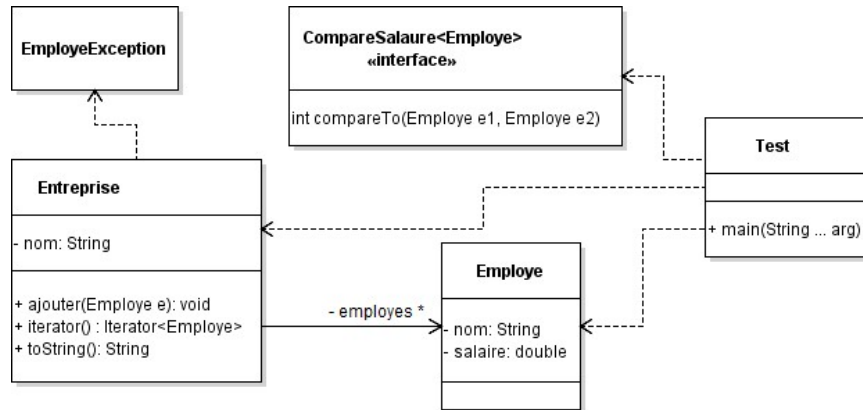 EmployeException
CompareSalaure<Employe>
«interface»
int compareTo(Employe e1, Employe e2)
Test
+ main(String ... arg)
Entreprise
- nom: String
+ ajouter(Employe e): void
+ iterator() : Iterator<Employe>
+ toString(): String
- employes *
Employe
- nom: String
- salaire: double